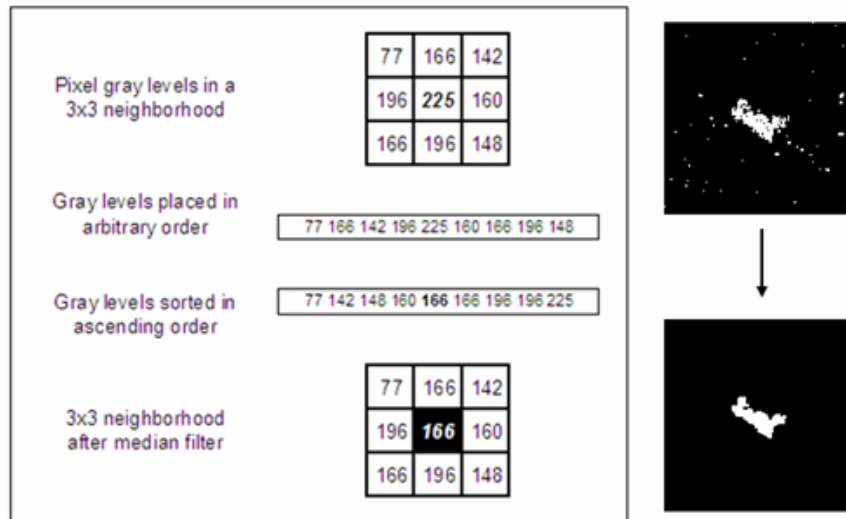 Pixel gray levels in a
3x3 neighborhood
77 166 142
196 225 160
166 196 148
Gray levels placed in
arbitrary order
77 166 142 196 225 160 166 196 148
Gray levels sorted in
ascending order
77 142 148 160 166 166 196 196 225
3x3 neighborhood
after median filter
77 166 142
196 166 160
166 196 148